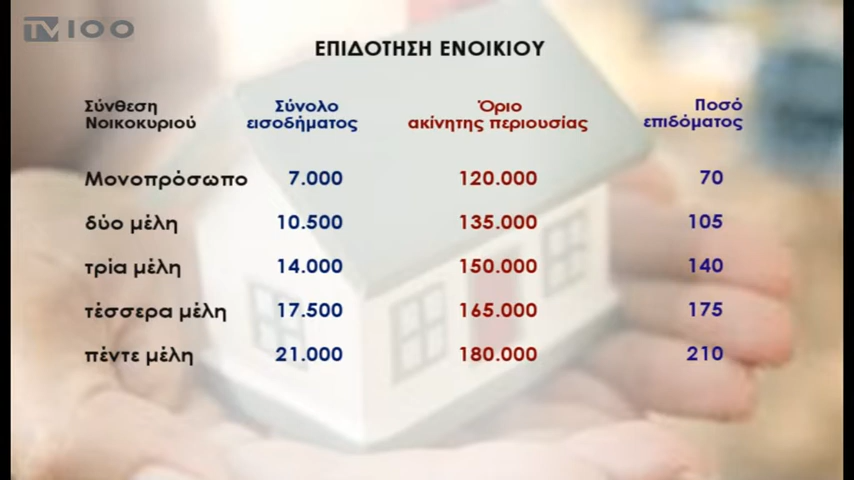 TV100
ΕΠΙΔΟΤΗΣΗ ΕΝΟΙΚΙΟΥ
Σύνθεση Νοικοκυριού Σύνολο εισοδήματος Όριο ακίνητης περιουσίας Ποσό επιδόματος
Μονοπρόσωπο 7.000 120.000 70
δύο μέλη 10.500 135.000 105
τρία μέλη 14.000 150.000 140
τέσσερα μέλη 17.500 165.000 175
πέντε μέλη 21.000 180.000 210